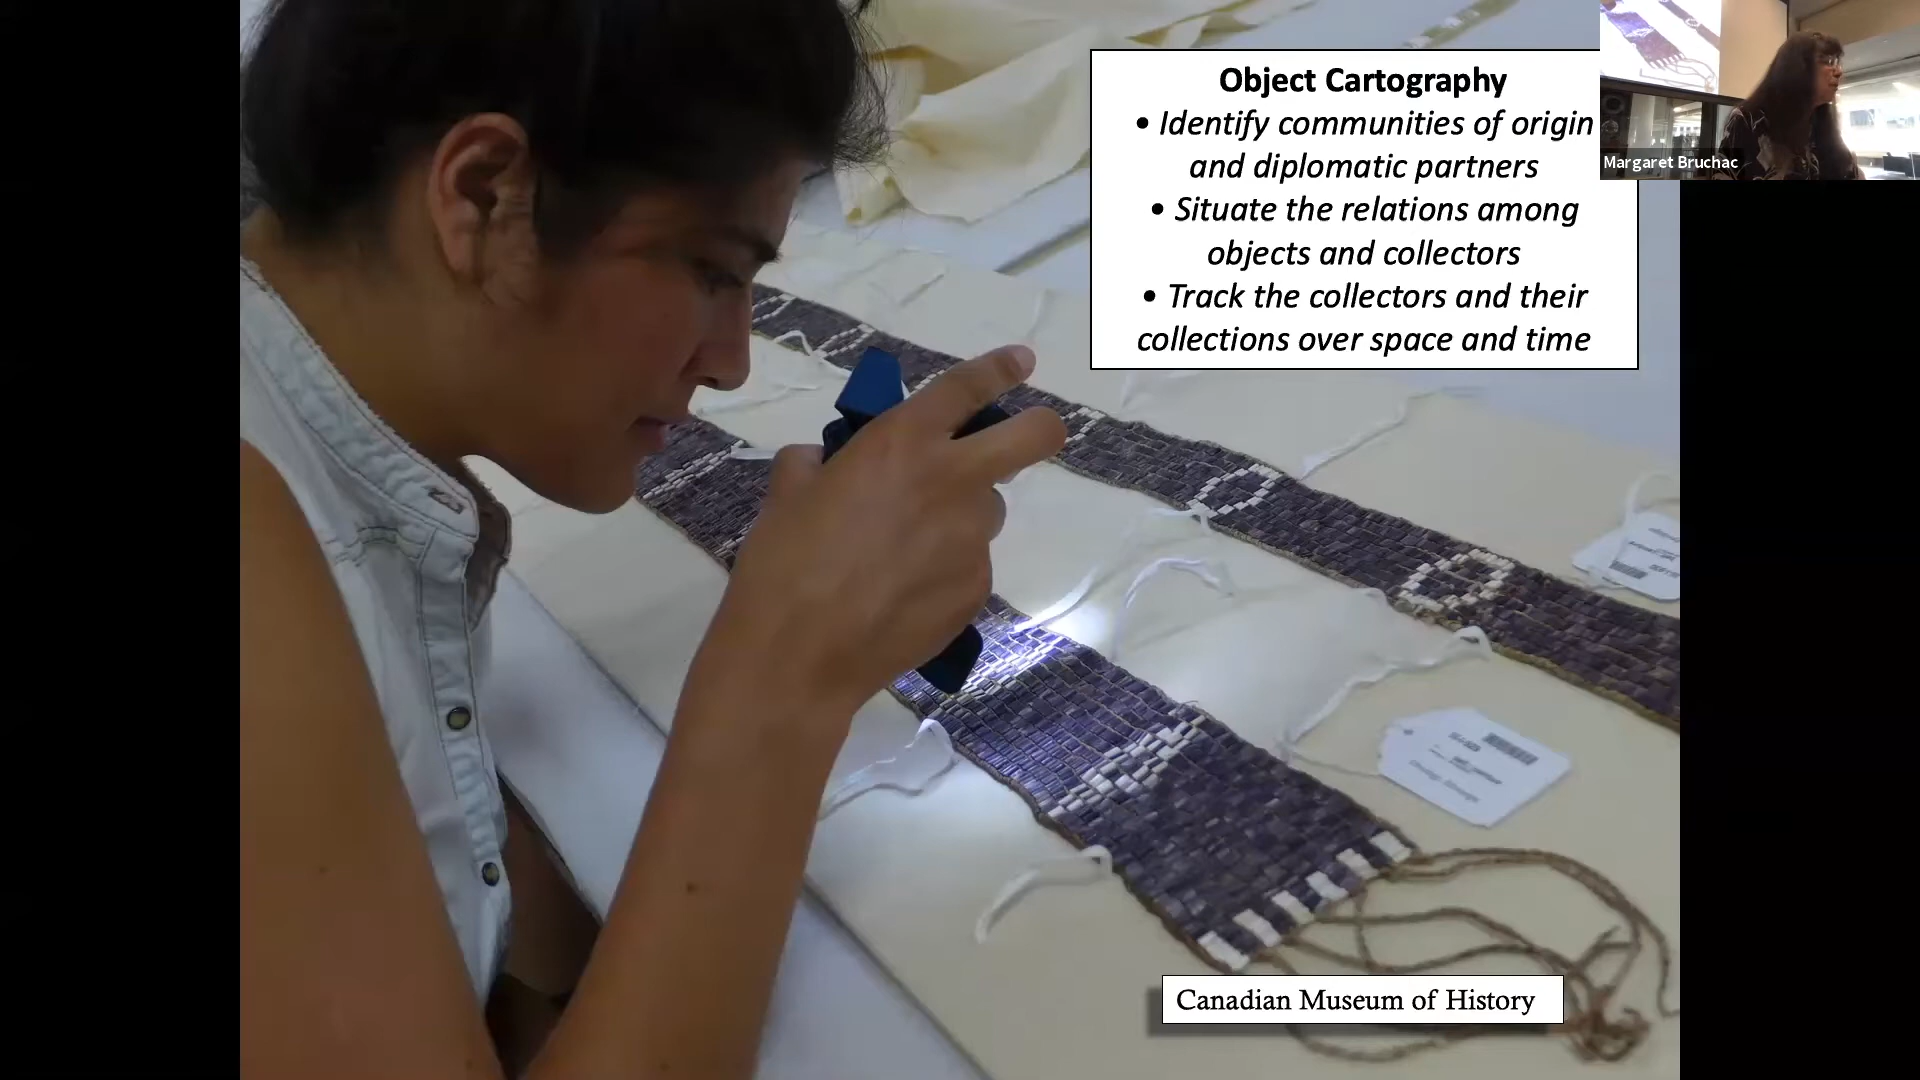 Object Cartography
• Identify communities of origin
and diplomatic partners
• Situate the relations among
objects and collectors
• Track the collectors and their
collections over space and time
Margaret Bruchac
Canadian Museum of History